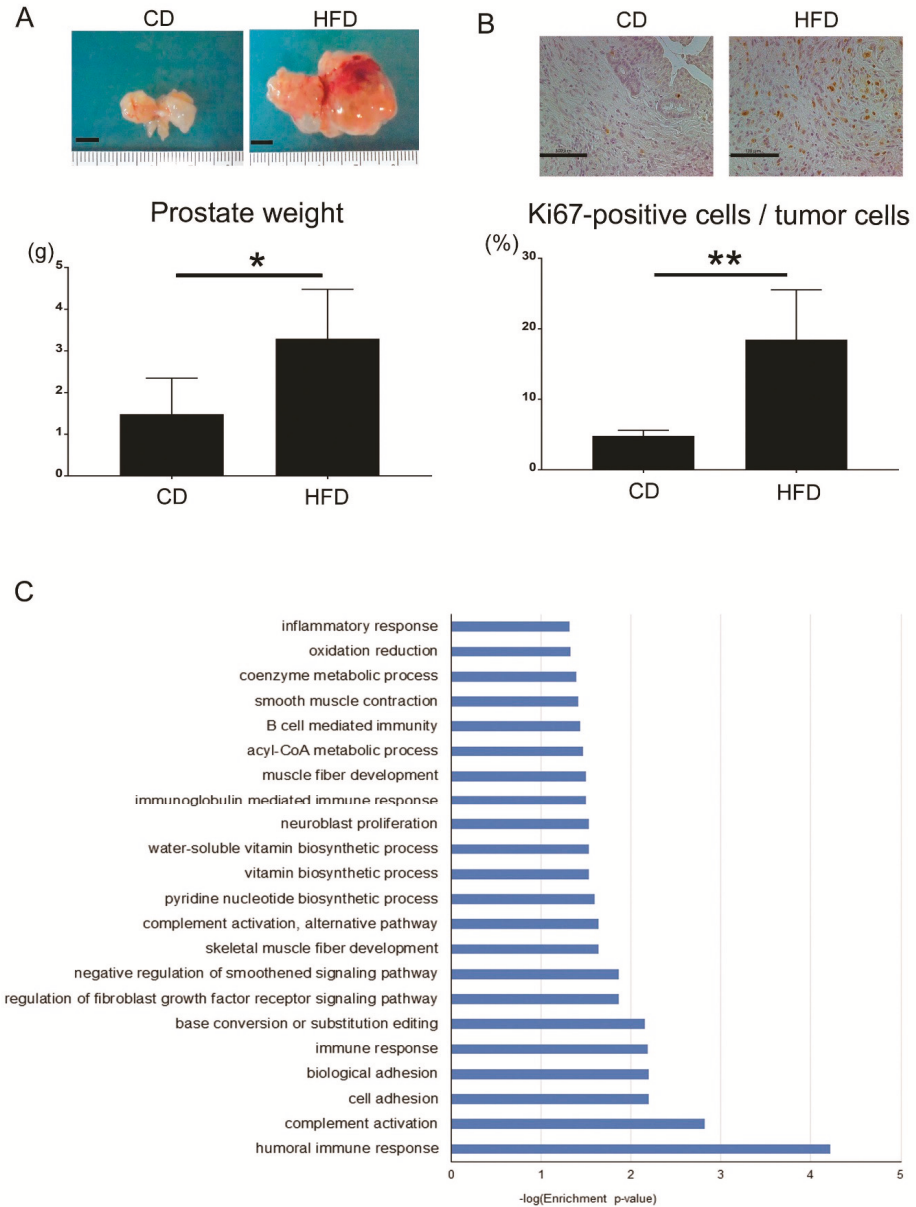 A
CD
HFD
B
CD
HFD
Prostate weight
(g)
*
5
4
3
2
1
0
CD
HFD
Ki67-positive cells / tumor cells
(%)
**
30
20
10
0
CD
HFD
C
inflammatory response
oxidation reduction
coenzyme metabolic process
smooth muscle contraction
B cell mediated immunity
acyl-CoA metabolic process
muscle fiber development
immunoglobulin mediated immune response
neuroblast proliferation
water-soluble vitamin biosynthetic process
vitamin biosynthetic process
pyridine nucleotide biosynthetic process
complement activation, alternative pathway
skeletal muscle fiber development
negative regulation of smoothened signaling pathway
regulation of fibroblast growth factor receptor signaling pathway
base conversion or substitution editing
immune response
biological adhesion
cell adhesion
complement activation
humoral immune response
0 1 2 3 4 5
-log(Enrichment p-value)